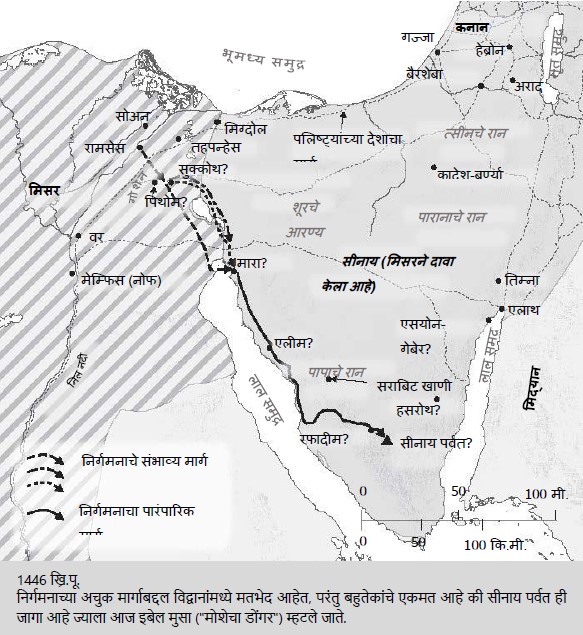 कनान
गज्जा
हेब्रोन
भूमध्य समुद्र
मृत समुद्र
बैरशेबा
अराद
सोअन
मिग्दोल
पलिष्ट्यांच्या देशाचा
त्सीनचे रान
रामसेस
तहपन्हेस
सुक्कोथ?
काटेश-बर्ण्या
मिसर
गोशेन
पिथोम?
शूरचे
अरण्य
पारानाचे रान
वर
मारा?
सीनाय (मिसरने दावा
केला आहे)
मेम्फिस (नोफ)
तिम्ना
एलाथ
एसयोन-
गेबेर?
एलीम?
लाल समुद्र
निल नदी
पापाचे रान
सराबिट खाणी
मिद्यान
लाल समुद्र
हसरोथ?
रफादीम?
सीनाय पर्वत?
निर्गमनाचे संभाव्य मार्ग
निर्गमनाचा पारंपारिक
0 50 100 मी.
0 50 100 कि.मी.
1446 ख्रि.पू.
निर्गमनाच्या अचुक मार्गाबद्दल विद्वानांमध्ये मतभेद आहेत, परंतु बहुतेकांचे एकमत आहे की सीनाय पर्वत ही
जागा आहे ज्याला आज इबेल मुसा ("मोशेचा डोंगर") म्हटले जाते.